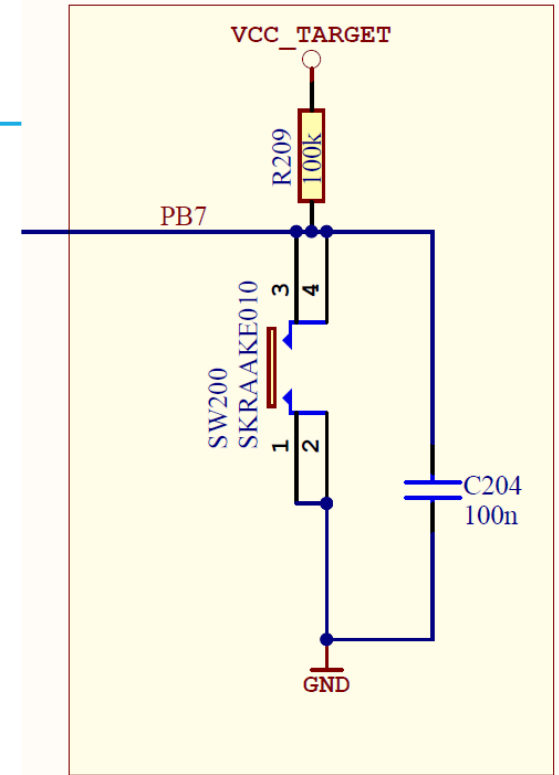 VCC_TARGET
R209
100k
PB7
3
4
SW200
SKRAAKE010
1
2
C204
100n
GND